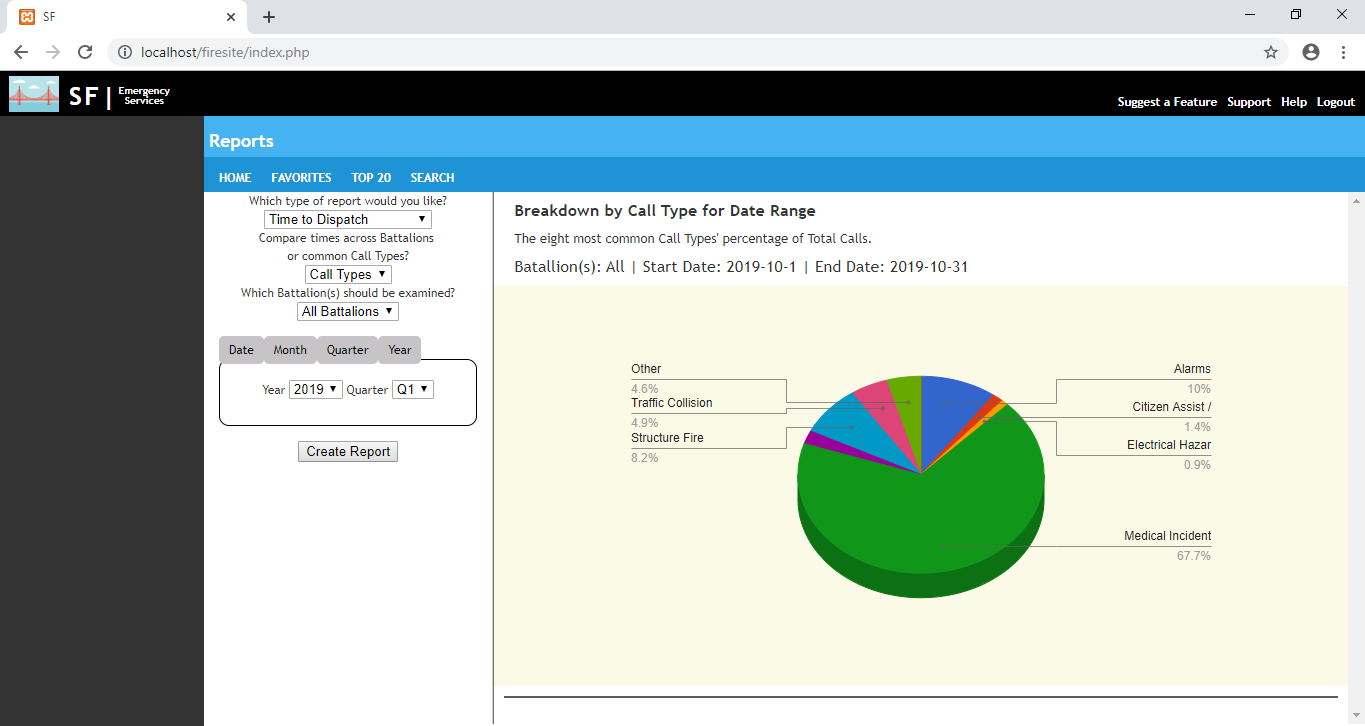 SF
localhost/firesite/index.php
SF | Emergency Services
Suggest a Feature Support Help Logout
Reports
HOME FAVORITES TOP 20 SEARCH
Which type of report would you like?
Time to Dispatch
Compare times across Battalions
or common Call Types?
Call Types
Which Battalion(s) should be examined?
All Battalions
Date Month Quarter Year
Year 2019 Quarter Q1
Create Report
Breakdown by Call Type for Date Range
The eight most common Call Types' percentage of Total Calls.
Batallion(s): All | Start Date: 2019-10-1 | End Date: 2019-10-31
Other
4.6%
Traffic Collision
4.9%
Structure Fire
8.2%
Alarms
10%
Citizen Assist /
1.4%
Electrical Hazar
0.9%
Medical Incident
67.7%